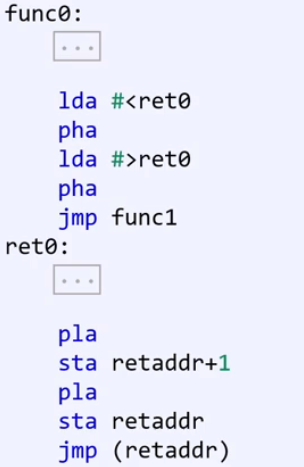 func0:
...
lda #<ret0
pha
lda #>ret0
pha
jmp func1
ret0:
...
pla
sta retaddr+1
pla
sta retaddr
jmp (retaddr)